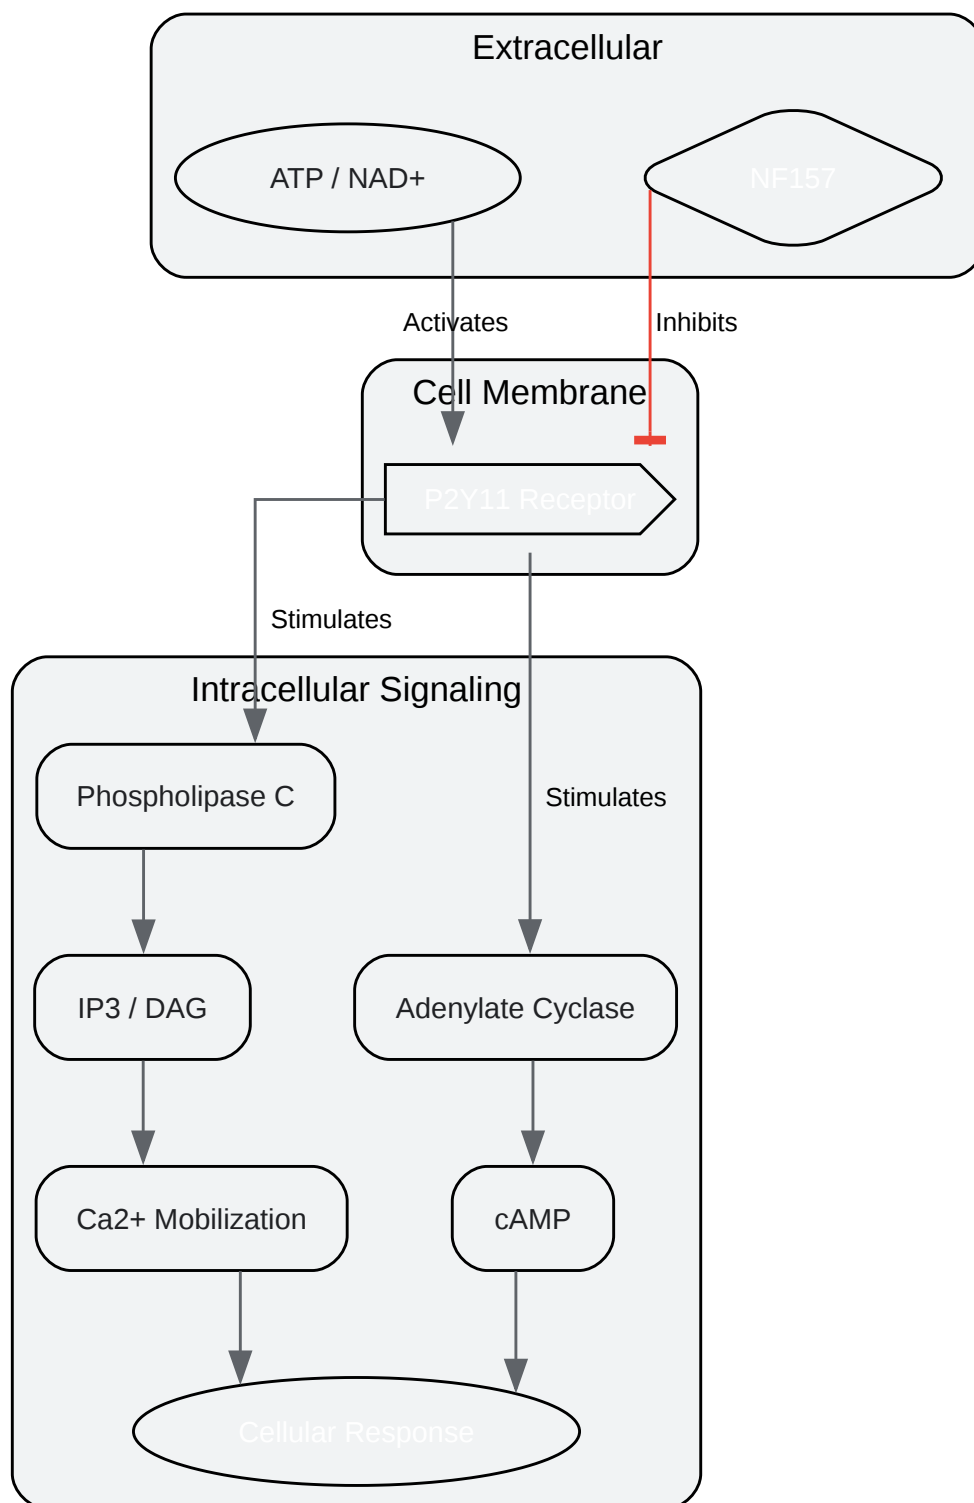 Extracellular
ATP / NAD+
NF157
Activates
Inhibits
Cell Membrane
P2Y11 Receptor
Stimulates
Intracellular Signaling
Phospholipase C
Stimulates
IP3 / DAG
Adenylate Cyclase
Ca2+ Mobilization
cAMP
Cellular Response